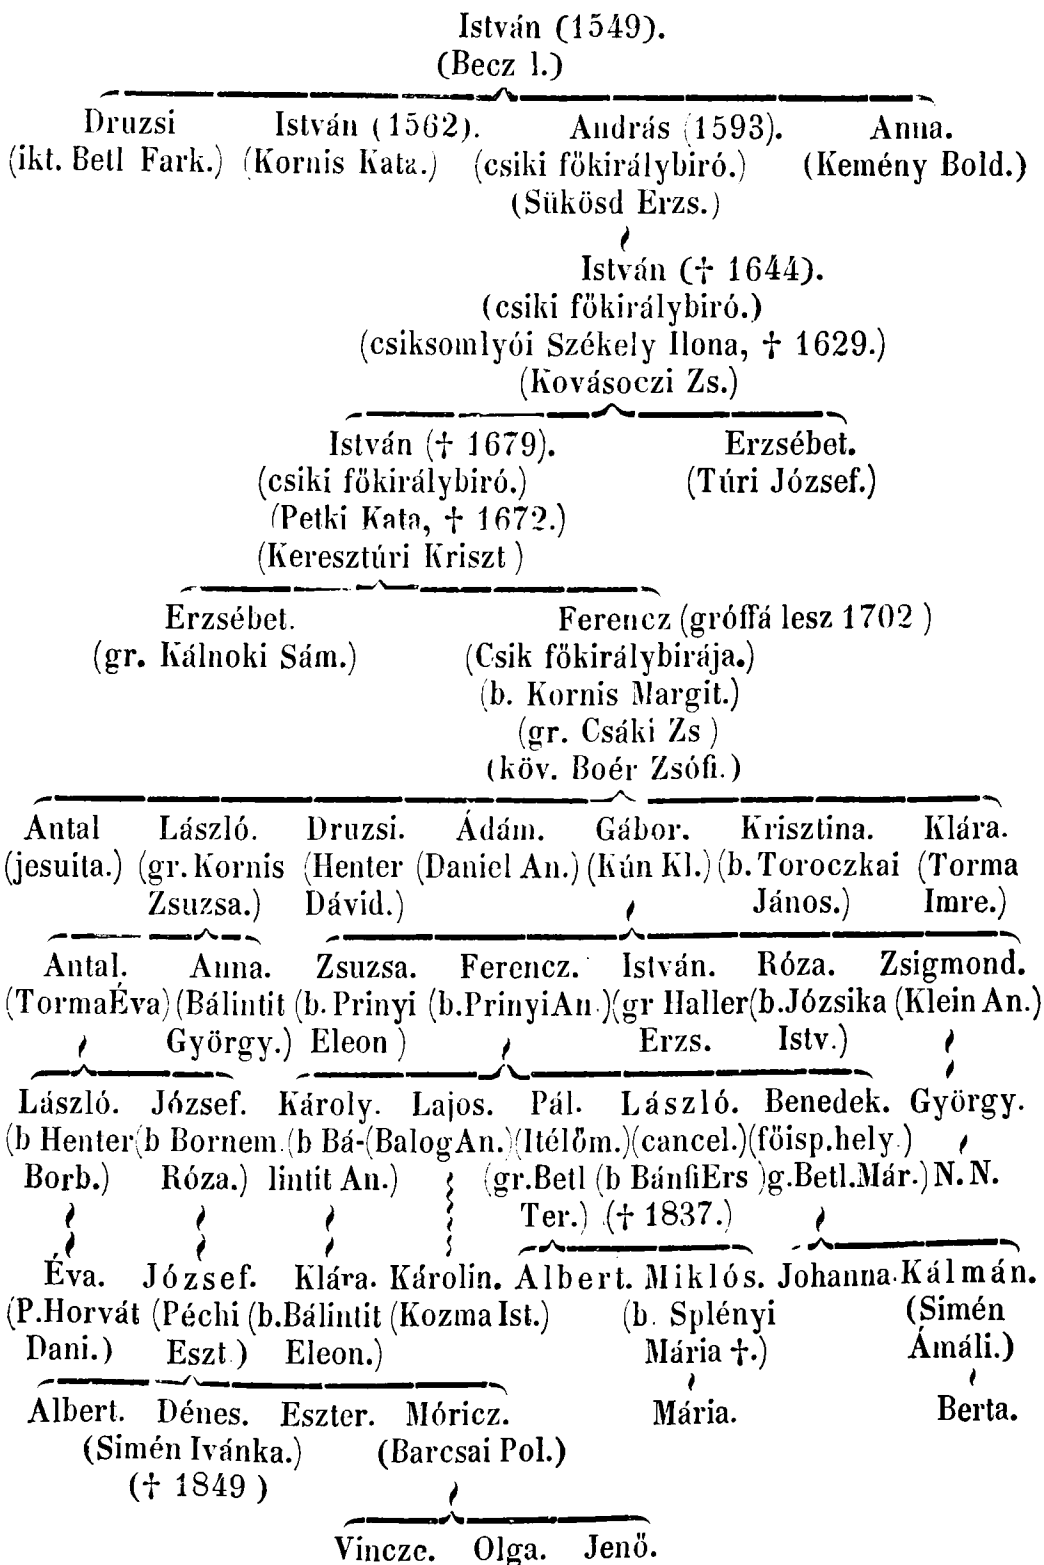 István (1549).
(Becz I.)
Druzsi István (1562). András (1593). Anna.
(ikt. Betl Fark.) (Kornis Kata.) (csiki főkirálybiró.) (Kemény Bold.)
(Sükösd Erzs.)
István († 1644).
(csiki főkirálybiró.)
(csiksomlyói Székely Ilona, † 1629.)
(Kovásoczi Zs.)
István († 1679). Erzsébet.
(csiki főkirálybiró.) (Túri József.)
(Petki Kata, † 1672.)
(Keresztúri Kriszt )
Erzsébet. Ferencz (gróffá lesz 1702 )
(gr. Kálnoki Sám.) (Csik főkirálybirája.)
(b. Kornis Margit.)
(gr. Csáki Zs )
(köv. Boér Zsófi.)
Antal László. Druzsi. Ádám. Gábor. Krisztina. Klára.
(jesuita.) (gr. Kornis (Henter (Daniel An.) (Kún Kl.) (b. Toroczkai (Torma
Zsuzsa.) Dávid.) János.) Imre.)
Antal. Anna. Zsuzsa. Ferencz. István. Róza. Zsigmond.
(TormaÉva) (Bálintit (b. Prinyi (b.PrinyiAn.) (gr Haller (b.Józsika (Klein An.)
György.) Eleon ) Erzs. Istv.)
László. József. Károly. Lajos. Pál. László. Benedek. György.
(b Henter (b Bornem. (b Bá- (Balog An.) (Itélőm.) (cancel.) (főisp.hely.)
Borb.) Róza.) lintit An.) (gr.Betl (b BánfiErs ) g.Betl.Már.) N. N.
Ter.) († 1837.)
Éva. József. Klára. Károlin. Albert. Miklós. Johanna. Kálmán.
(P.Horvát (Péchi (b.Bálintit (Kozma Ist.) (b. Splényi (Simén
Dani.) Eszt.) Eleon.) Mária †.) Ámáli.)
Albert. Dénes. Eszter. Móricz. Mária. Berta.
(Simén Ivánka.) (Barcsai Pol.)
(† 1849 )
Vincze. Olga. Jenő.